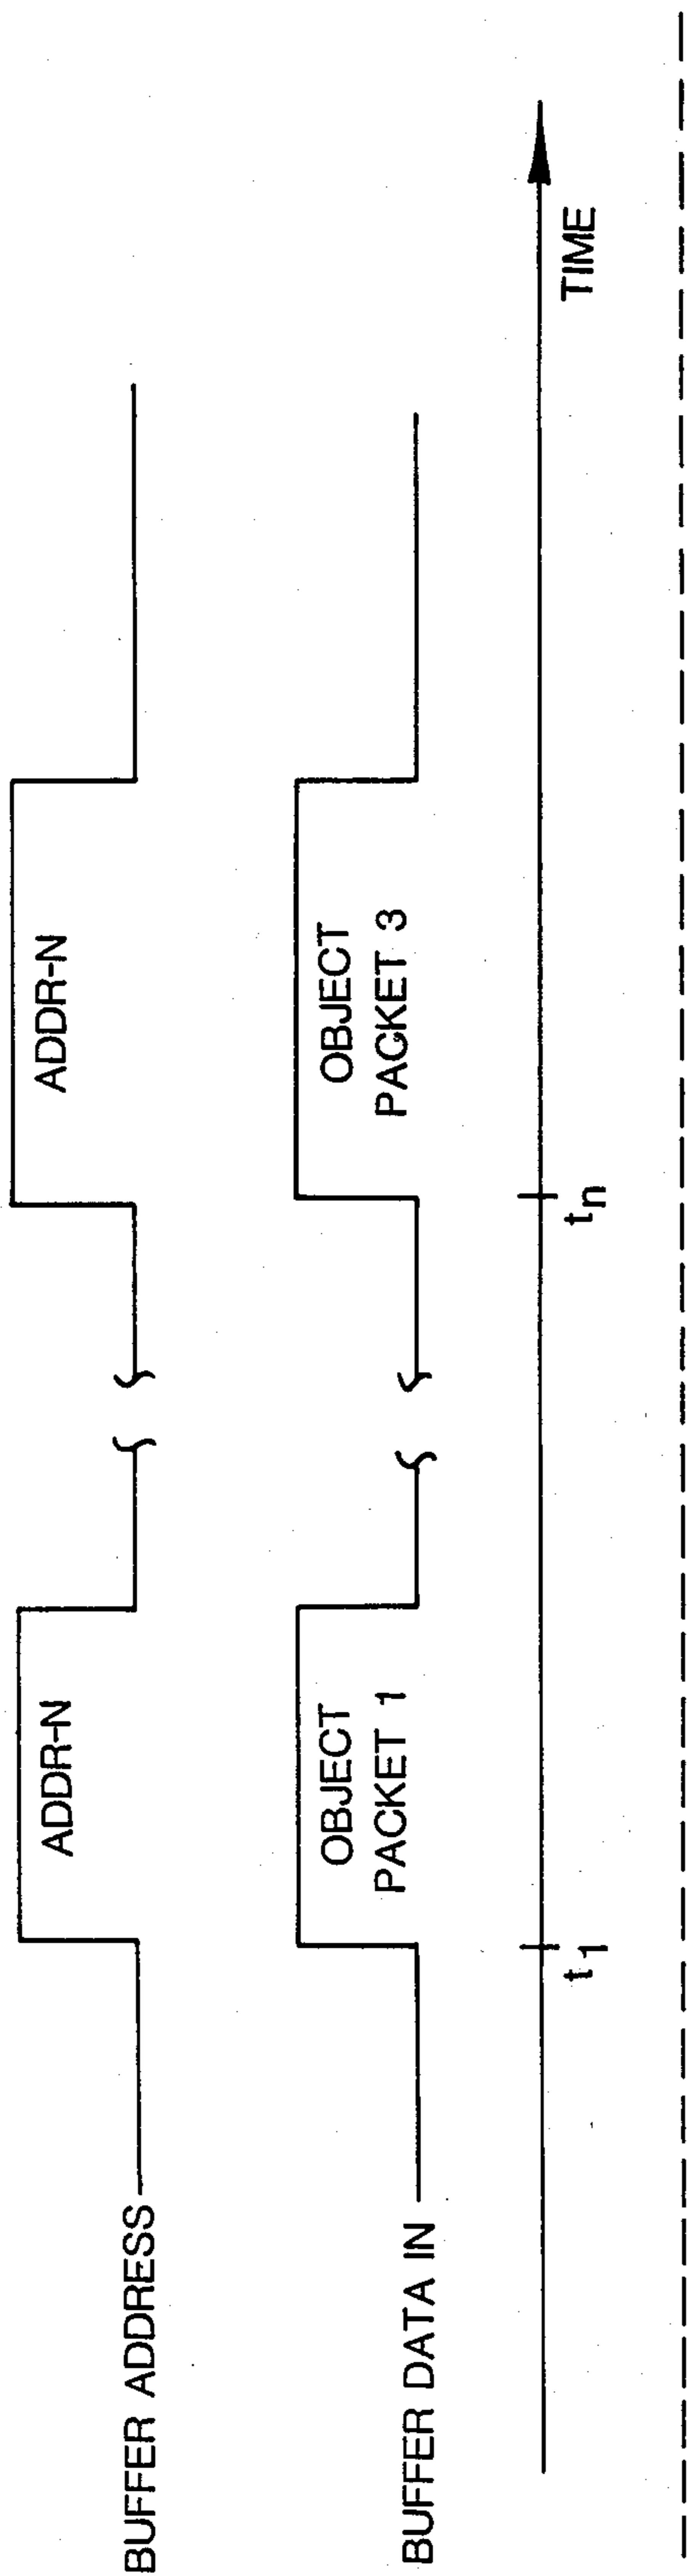 BUFFER ADDRESS
ADDR-N
ADDR-N
BUFFER DATA IN
OBJECT
PACKET 1
OBJECT
PACKET 3
t1
tn
TIME